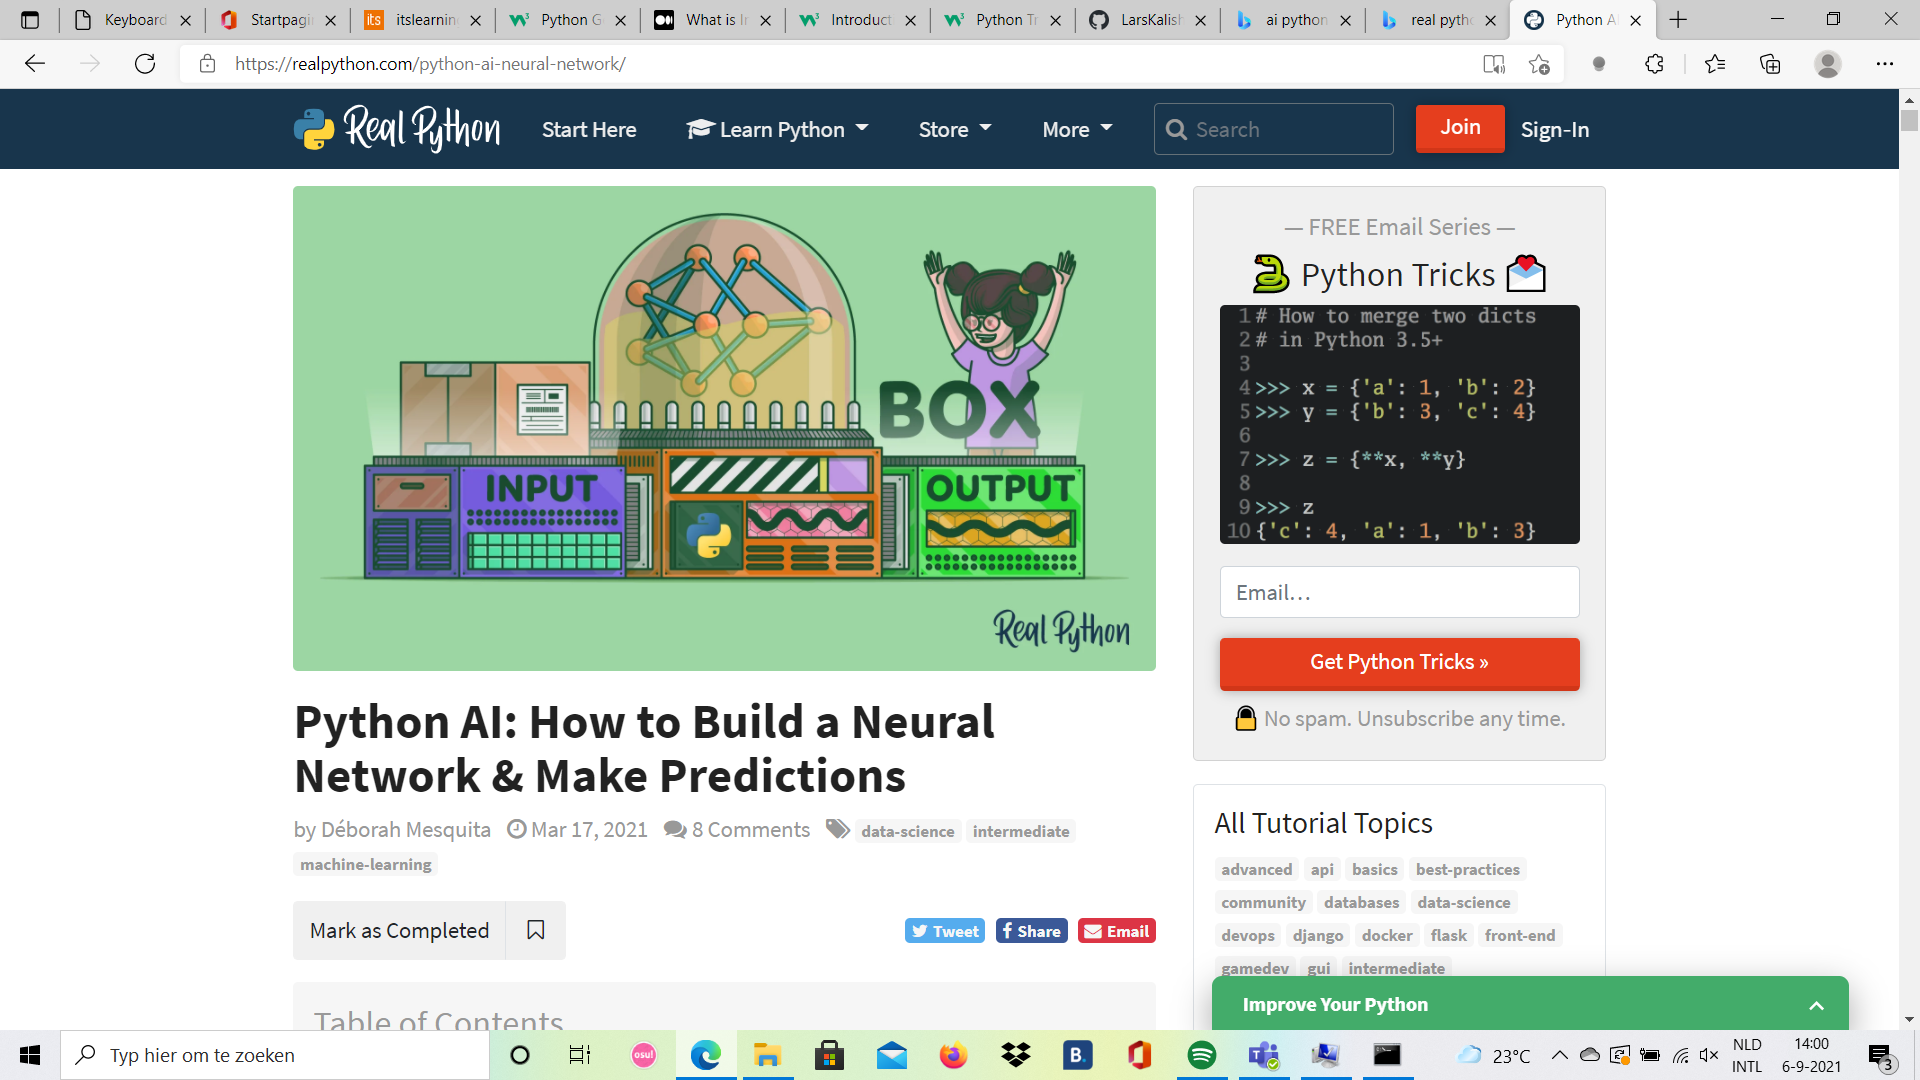 Keyboard
Startpagin
itslearnin
Python G
What is In
Introduct
Python Tr
LarsKalish
ai python
real pytho
Python AI
https://realpython.com/python-ai-neural-network/
Real Python
Start Here
Learn Python
Store
More
Search
Join
Sign-In
BOX
INPUT
OUTPUT
Real Python
— FREE Email Series —
Python Tricks
1 # How to merge two dicts
2 # in Python 3.5+
3
4 >>> x = {'a': 1, 'b': 2}
5 >>> y = {'b': 3, 'c': 4}
6
7 >>> z = {**x, **y}
8
9 >>> z
10 {'c': 4, 'a': 1, 'b': 3}
Email…
Get Python Tricks »
No spam. Unsubscribe any time.
Python AI: How to Build a Neural
Network & Make Predictions
by Déborah Mesquita Mar 17, 2021 8 Comments data-science intermediate
machine-learning
Mark as Completed
Tweet
Share
Email
Table of Contents
All Tutorial Topics
advanced api basics best-practices
community databases data-science
devops django docker flask front-end
gamedev gui intermediate
Improve Your Python
Typ hier om te zoeken
osu!
B.
23°C
NLD
INTL
14:00
6-9-2021
3